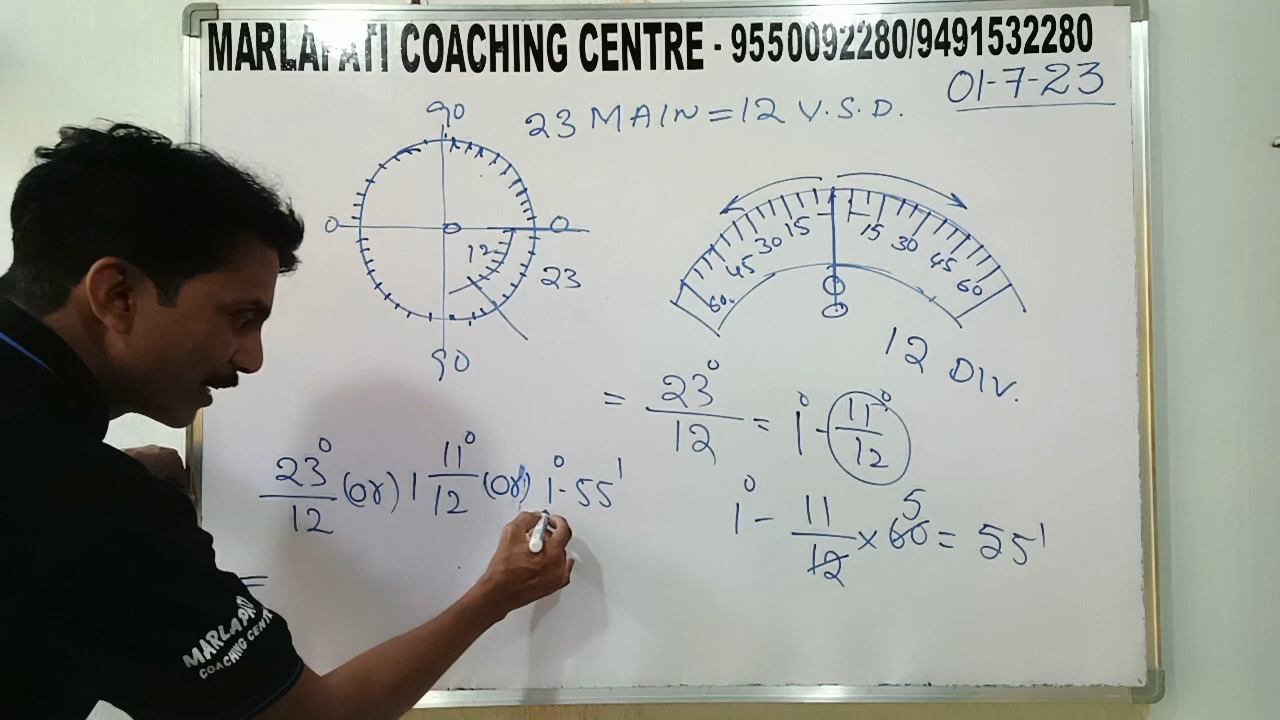 MARLAPATI COACHING CENTRE - 9550092280/9491532280
01-7-23
23 MAIN = 12 V.S.D.
90
0 0
12
23
90
60. 45 30 15 15 30 45 60
0
12 DIV.
= 23°/12 = 1° - 11°/12
1° - 11/12 × 60 5 = 55'
23°/12 (or) 1 11°/12 (or) 1° - 55'
=
MARLAPATI
COACHING CENTRE